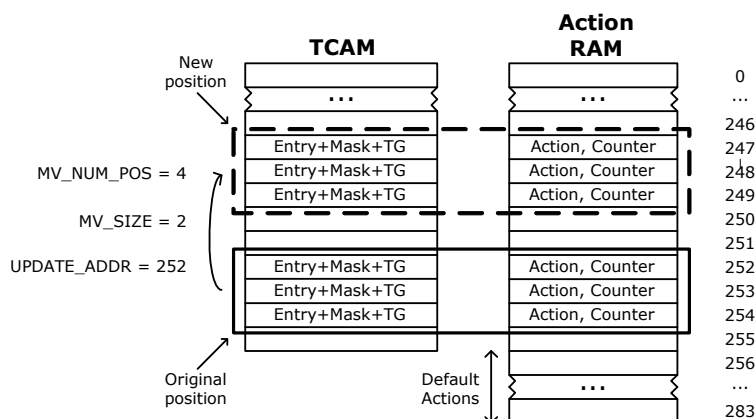 TCAM
Action
RAM
New
position
...
...
0
...
246
Entry+Mask+TG
Action, Counter
247
MV_NUM_POS = 4
Entry+Mask+TG
Action, Counter
248
Entry+Mask+TG
Action, Counter
249
MV_SIZE = 2
250
251
UPDATE_ADDR = 252
Entry+Mask+TG
Action, Counter
252
Entry+Mask+TG
Action, Counter
253
Entry+Mask+TG
Action, Counter
254
255
256
Original
position
Default
Actions
...
...
283